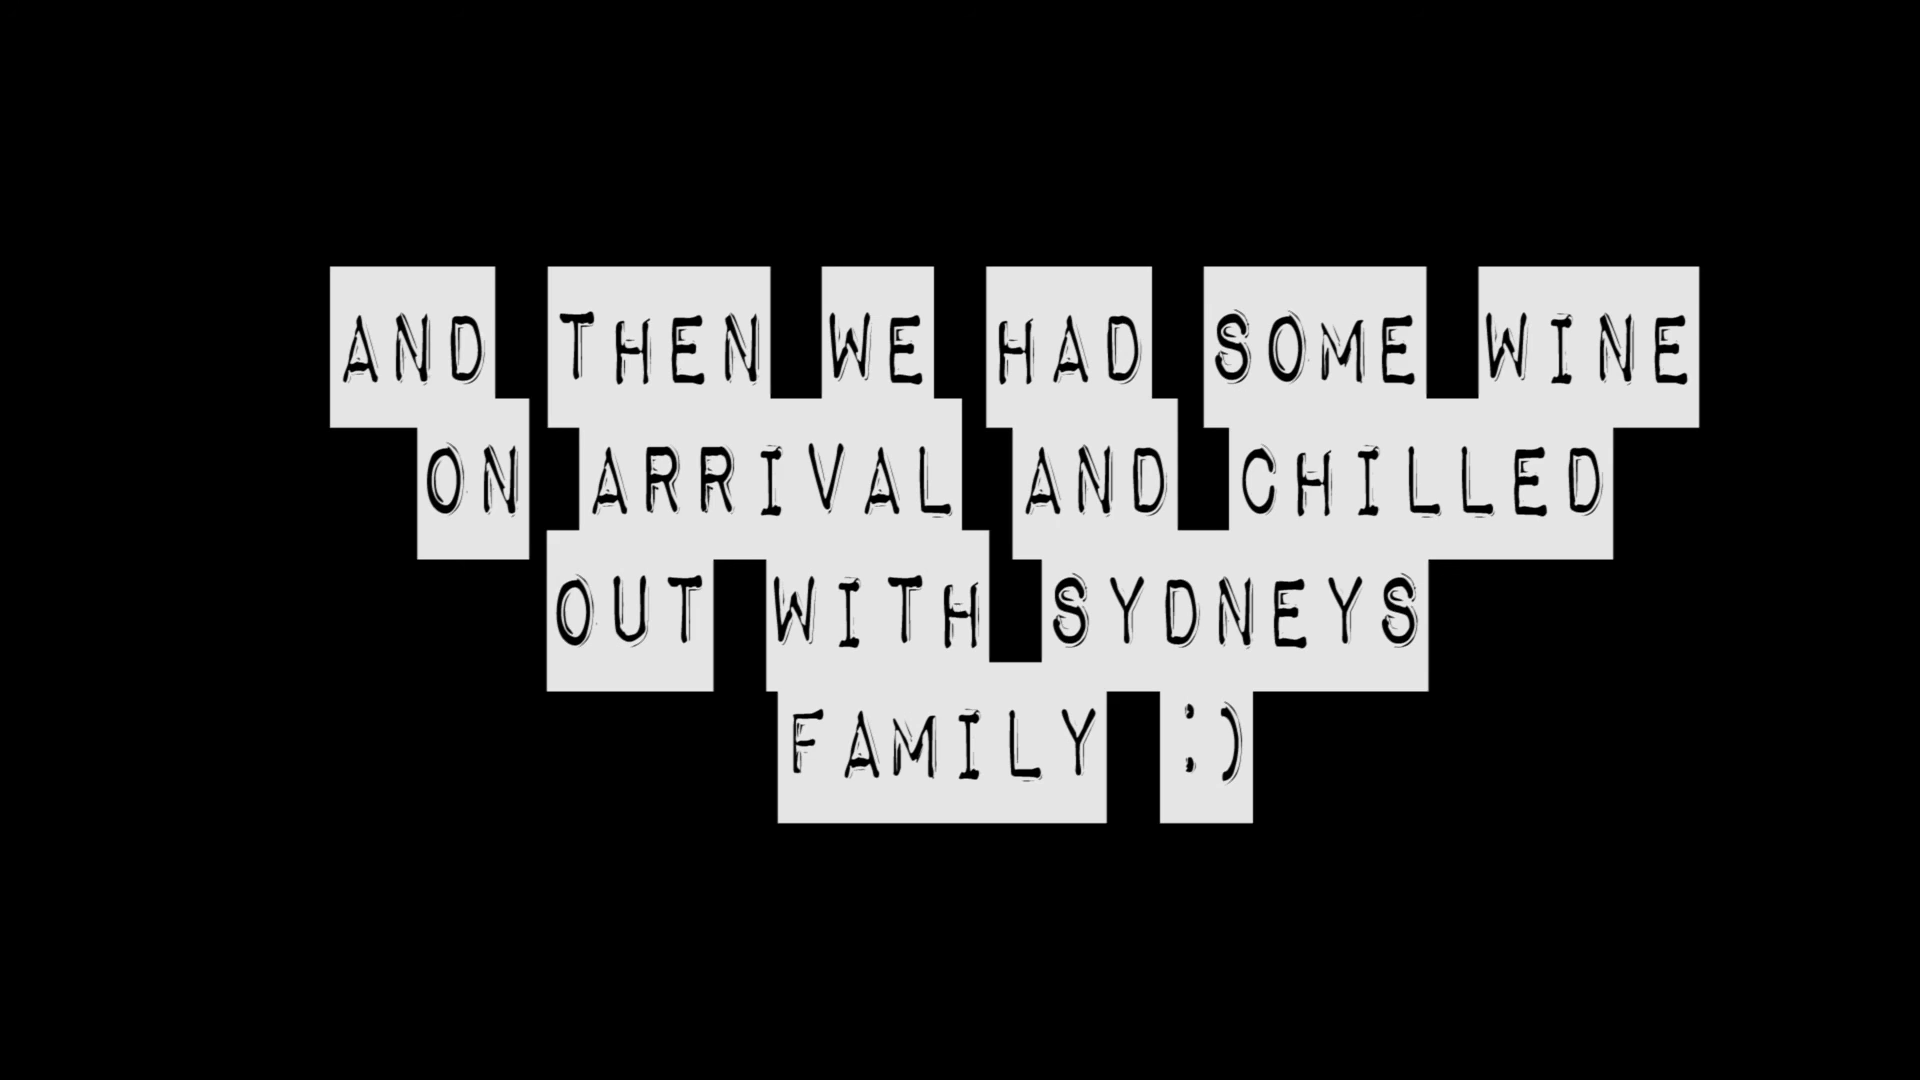 AND THEN WE HAD SOME WINE
ON ARRIVAL AND CHILLED
OUT WITH SYDNEYS
FAMILY :)